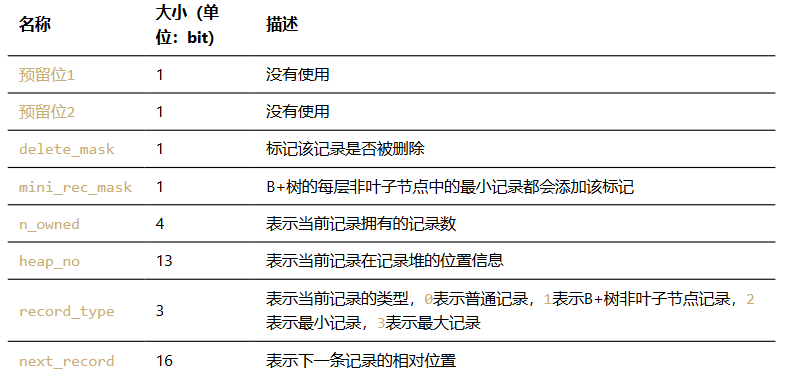 名称 大小（单位：bit） 描述
预留位1 1 没有使用
预留位2 1 没有使用
delete_mask 1 标记该记录是否被删除
mini_rec_mask 1 B+树的每层非叶子节点中的最小记录都会添加该标记
n_owned 4 表示当前记录拥有的记录数
heap_no 13 表示当前记录在记录堆的位置信息
record_type 3 表示当前记录的类型，0表示普通记录，1表示B+树非叶子节点记录，2
表示最小记录，3表示最大记录
next_record 16 表示下一条记录的相对位置